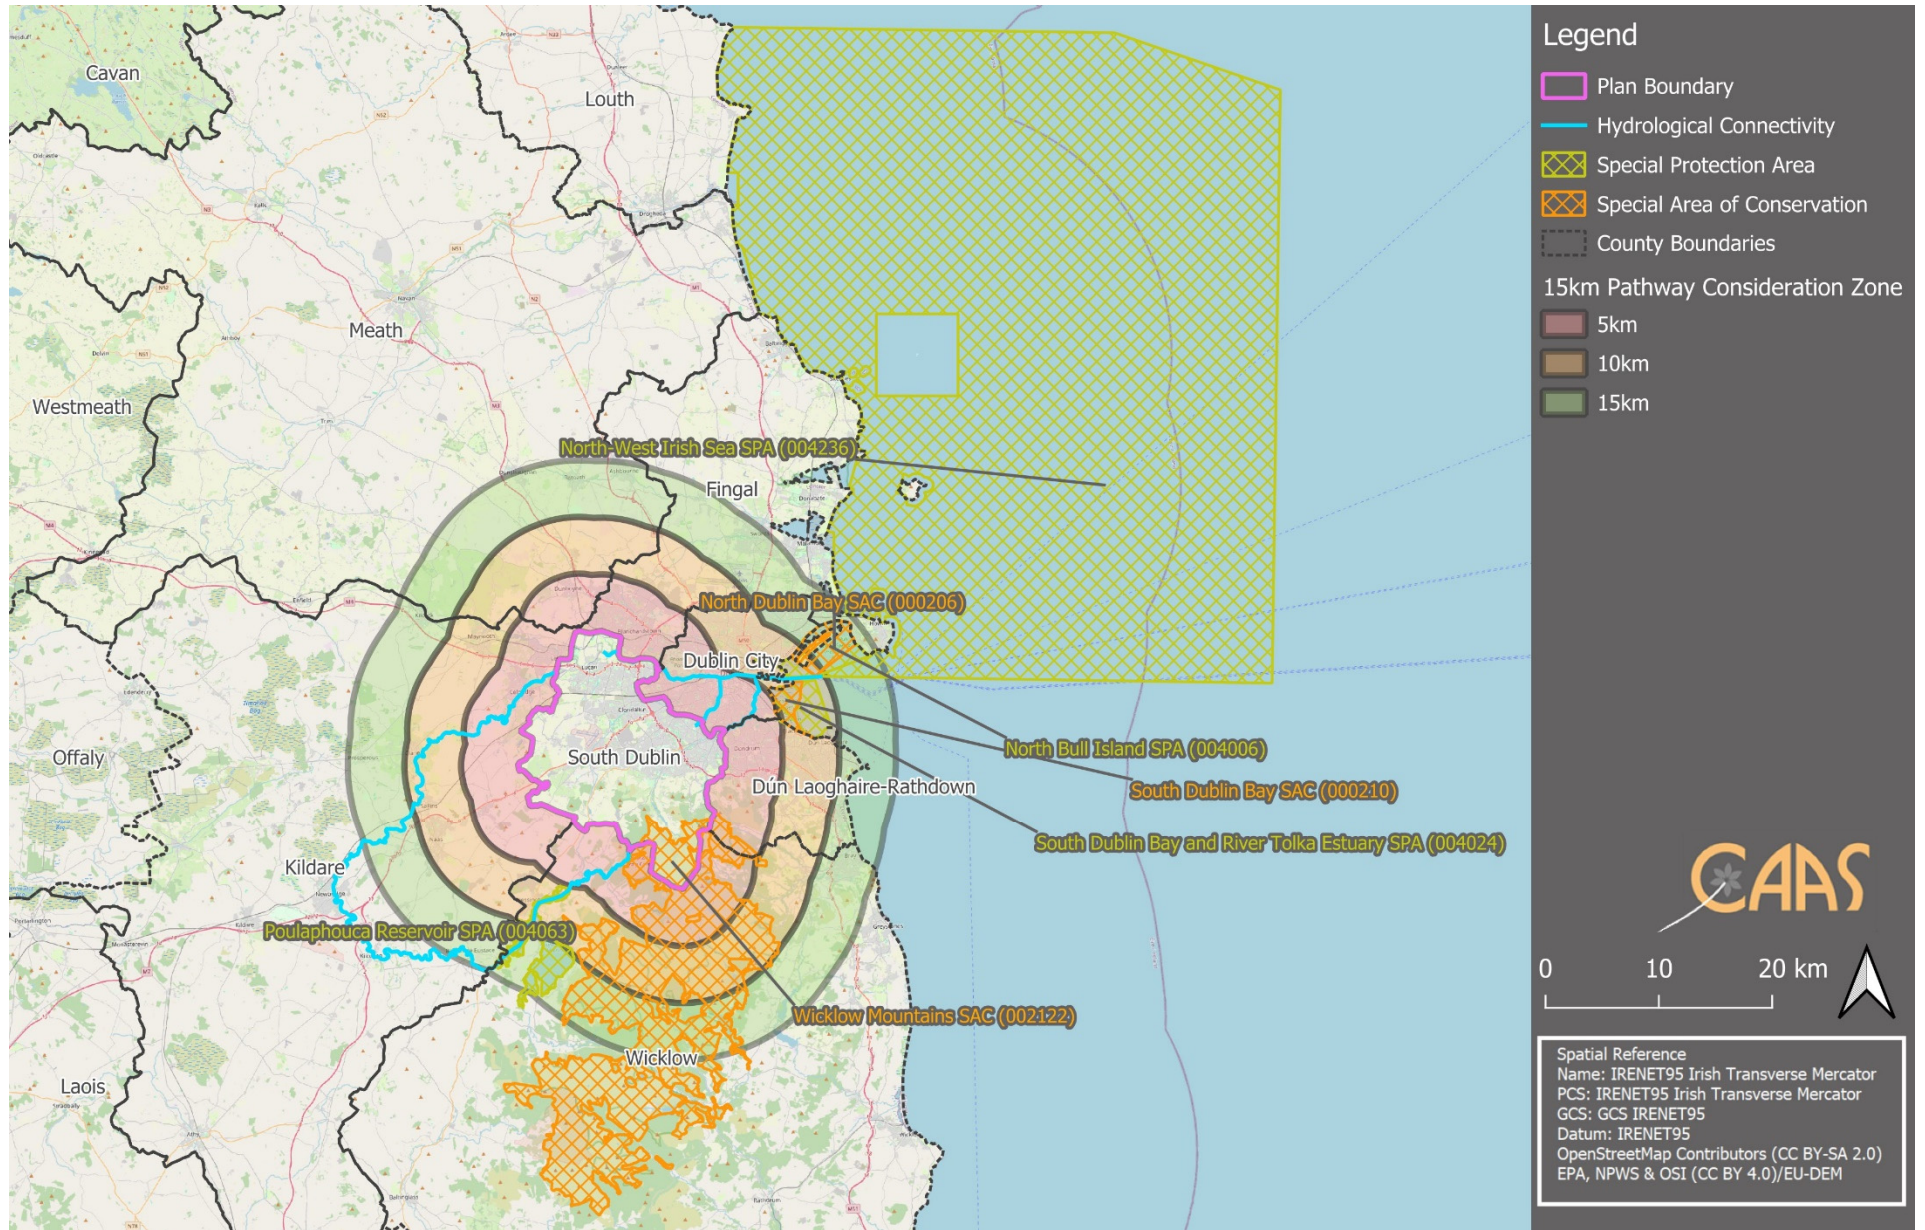 Cavan
Louth
Meath
Westmeath
North-West Irish Sea SPA (004236)
Fingal
North Dublin Bay SAC (000206)
Dublin City
South Dublin
Offaly
North Bull Island SPA (004006)
Dún Laoghaire-Rathdown
South Dublin Bay SAC (000210)
South Dublin Bay and River Tolka Estuary SPA (004024)
Kildare
Poulaphouca Reservoir SPA (004063)
Wicklow Mountains SAC (002122)
Wicklow
Laois
Legend
Plan Boundary
Hydrological Connectivity
Special Protection Area
Special Area of Conservation
County Boundaries
15km Pathway Consideration Zone
5km
10km
15km
CAAS
0 10 20 km
Spatial Reference
Name: IRENET95 Irish Transverse Mercator
PCS: IRENET95 Irish Transverse Mercator
GCS: GCS IRENET95
Datum: IRENET95
OpenStreetMap Contributors (CC BY-SA 2.0)
EPA, NPWS & OSI (CC BY 4.0)/EU-DEM